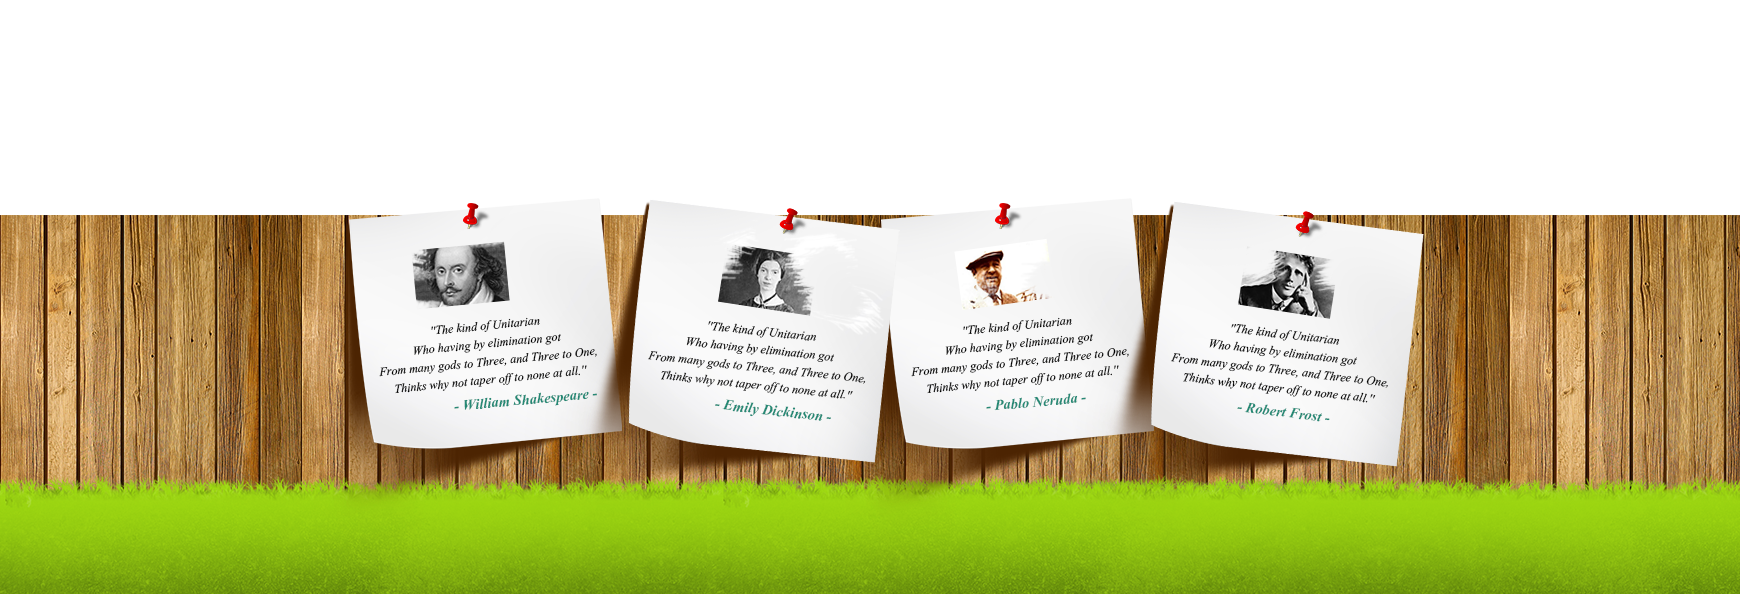 "The kind of Unitarian
Who having by elimination got
From many gods to Three, and Three to One,
Thinks why not taper off to none at all."
- William Shakespeare -
"The kind of Unitarian
Who having by elimination got
From many gods to Three, and Three to One,
Thinks why not taper off to none at all."
- Emily Dickinson -
"The kind of Unitarian
Who having by elimination got
From many gods to Three, and Three to One,
Thinks why not taper off to none at all."
- Pablo Neruda -
"The kind of Unitarian
Who having by elimination got
From many gods to Three, and Three to One,
Thinks why not taper off to none at all."
- Robert Frost -